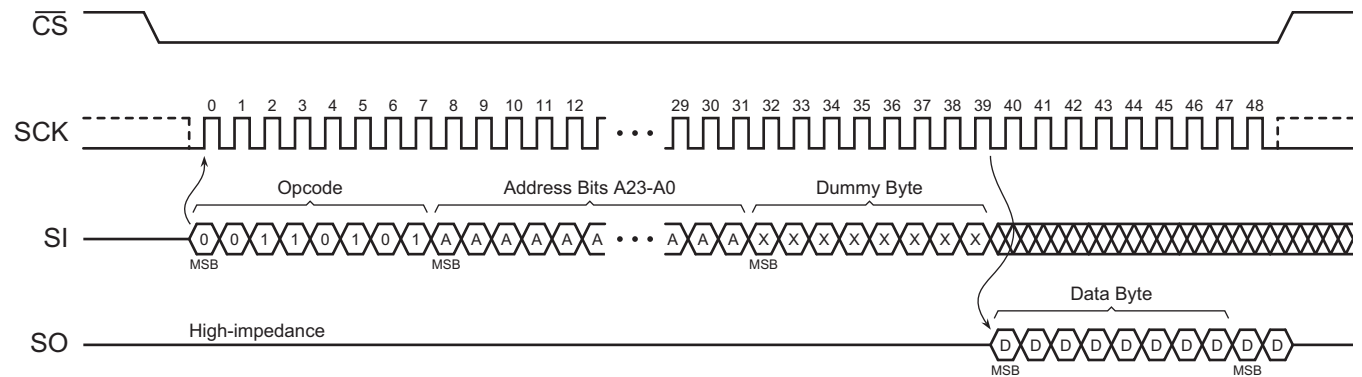 CS
0 1 2 3 4 5 6 7 8 9 10 11 12 29 30 31 32 33 34 35 36 37 38 39 40 41 42 43 44 45 46 47 48
SCK
Opcode Address Bits A23-A0 Dummy Byte
SI 0 0 1 1 0 1 0 1 A A A A A A A A A X X X X X X X X
MSB MSB MSB
Data Byte
High-impedance
SO D D D D D D D D D D
MSB MSB